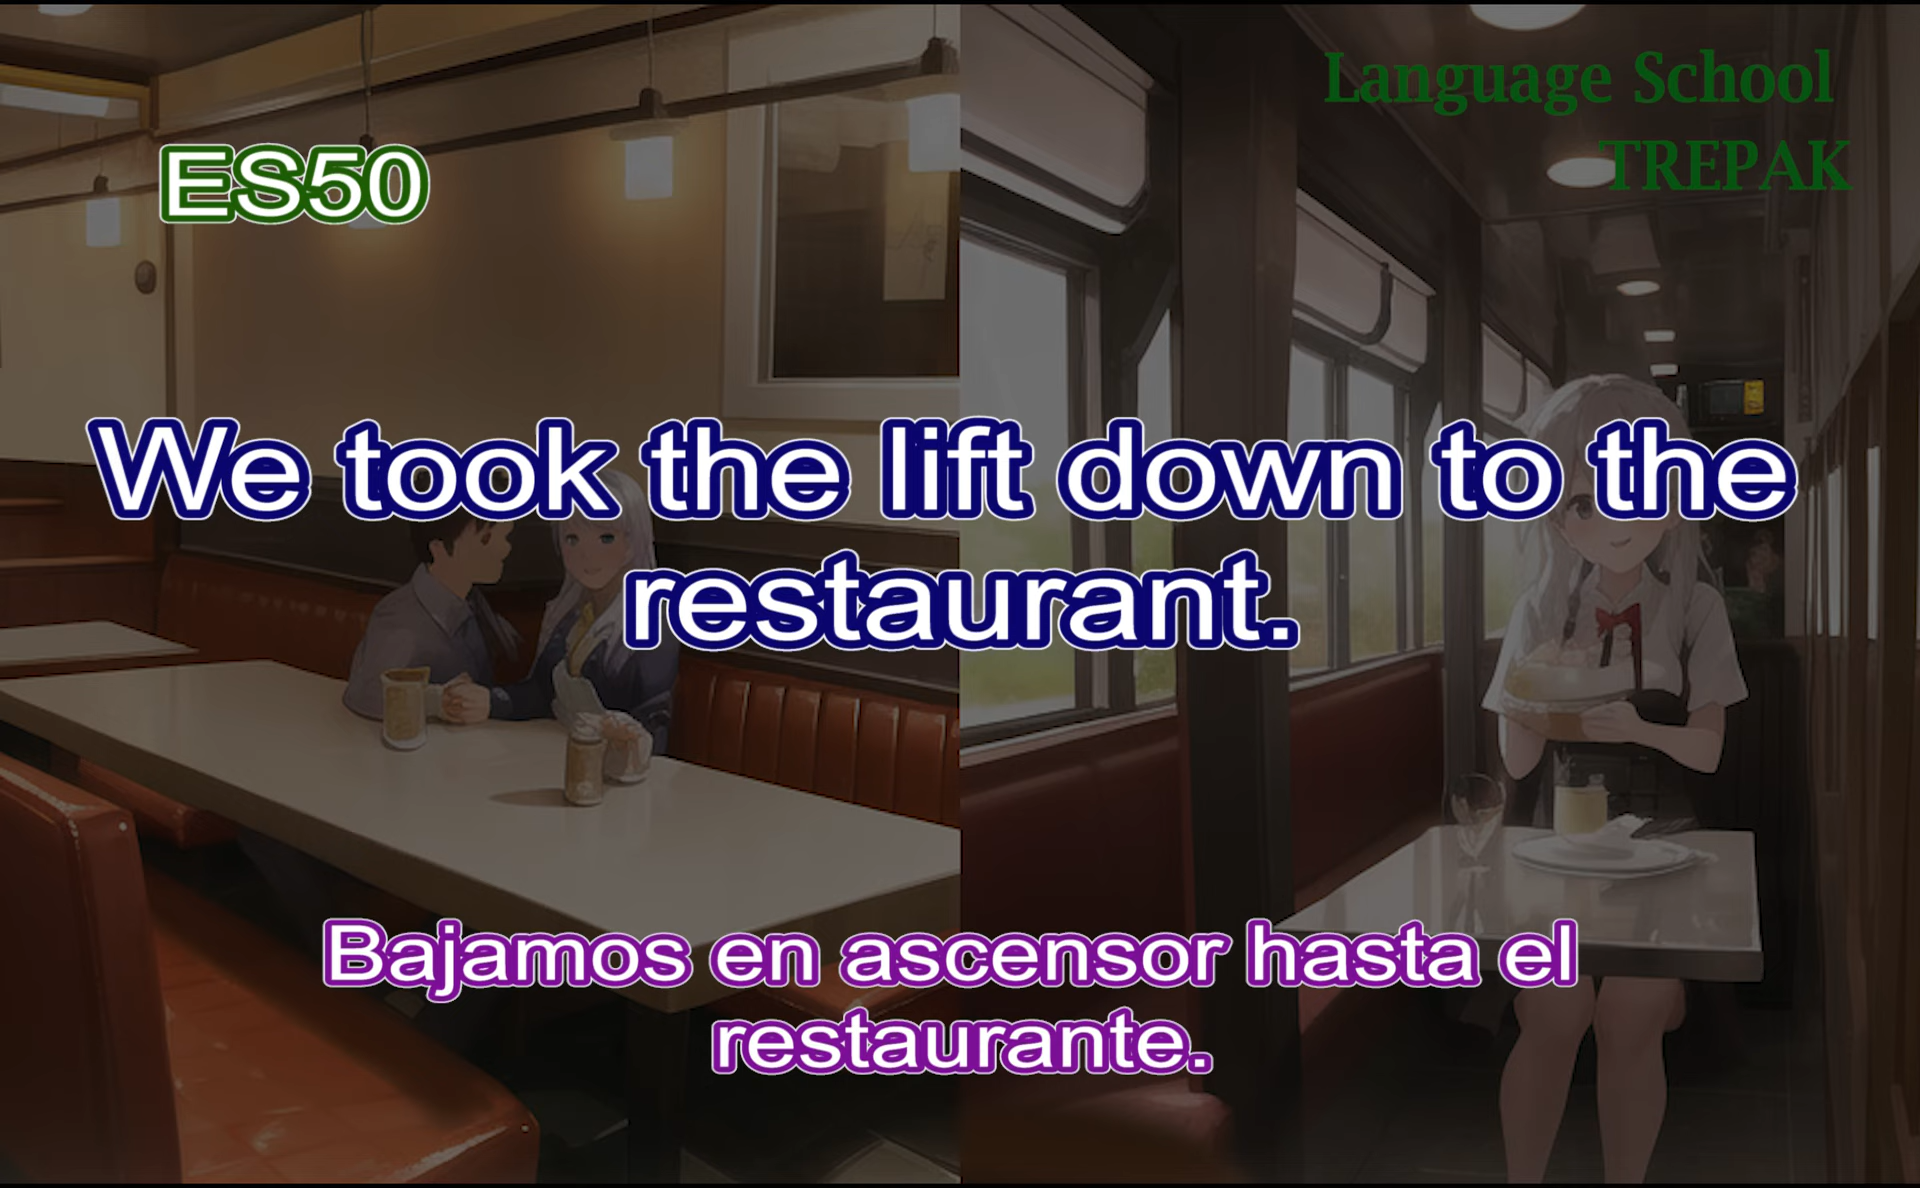 Language School
TREPAK
ES50
We took the lift down to the
restaurant.
Bajamos en ascensor hasta el
restaurante.